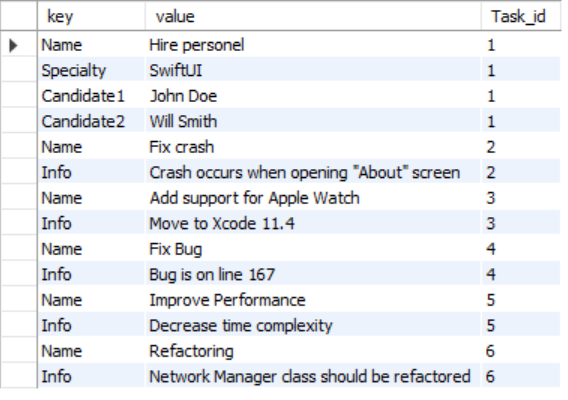 key value Task_id
Name Hire personel 1
Specialty SwiftUI 1
Candidate1 John Doe 1
Candidate2 Will Smith 1
Name Fix crash 2
Info Crash occurs when opening "About" screen 2
Name Add support for Apple Watch 3
Info Move to Xcode 11.4 3
Name Fix Bug 4
Info Bug is on line 167 4
Name Improve Performance 5
Info Decrease time complexity 5
Name Refactoring 6
Info Network Manager class should be refactored 6